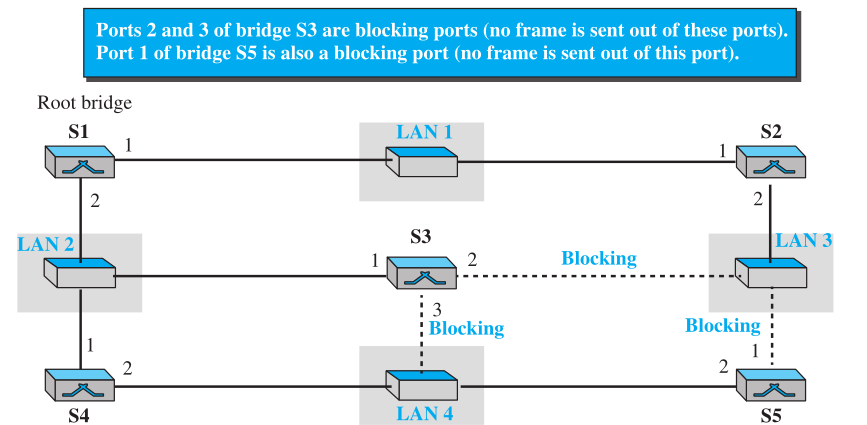 Ports 2 and 3 of bridge S3 are blocking ports (no frame is sent out of these ports).
Port 1 of bridge S5 is also a blocking port (no frame is sent out of this port).
Root bridge
S1
LAN 1
S2
1
1
2
2
LAN 2
S3
LAN 3
1
2
Blocking
3
Blocking
Blocking
1
1
2
2
S4
LAN 4
S5